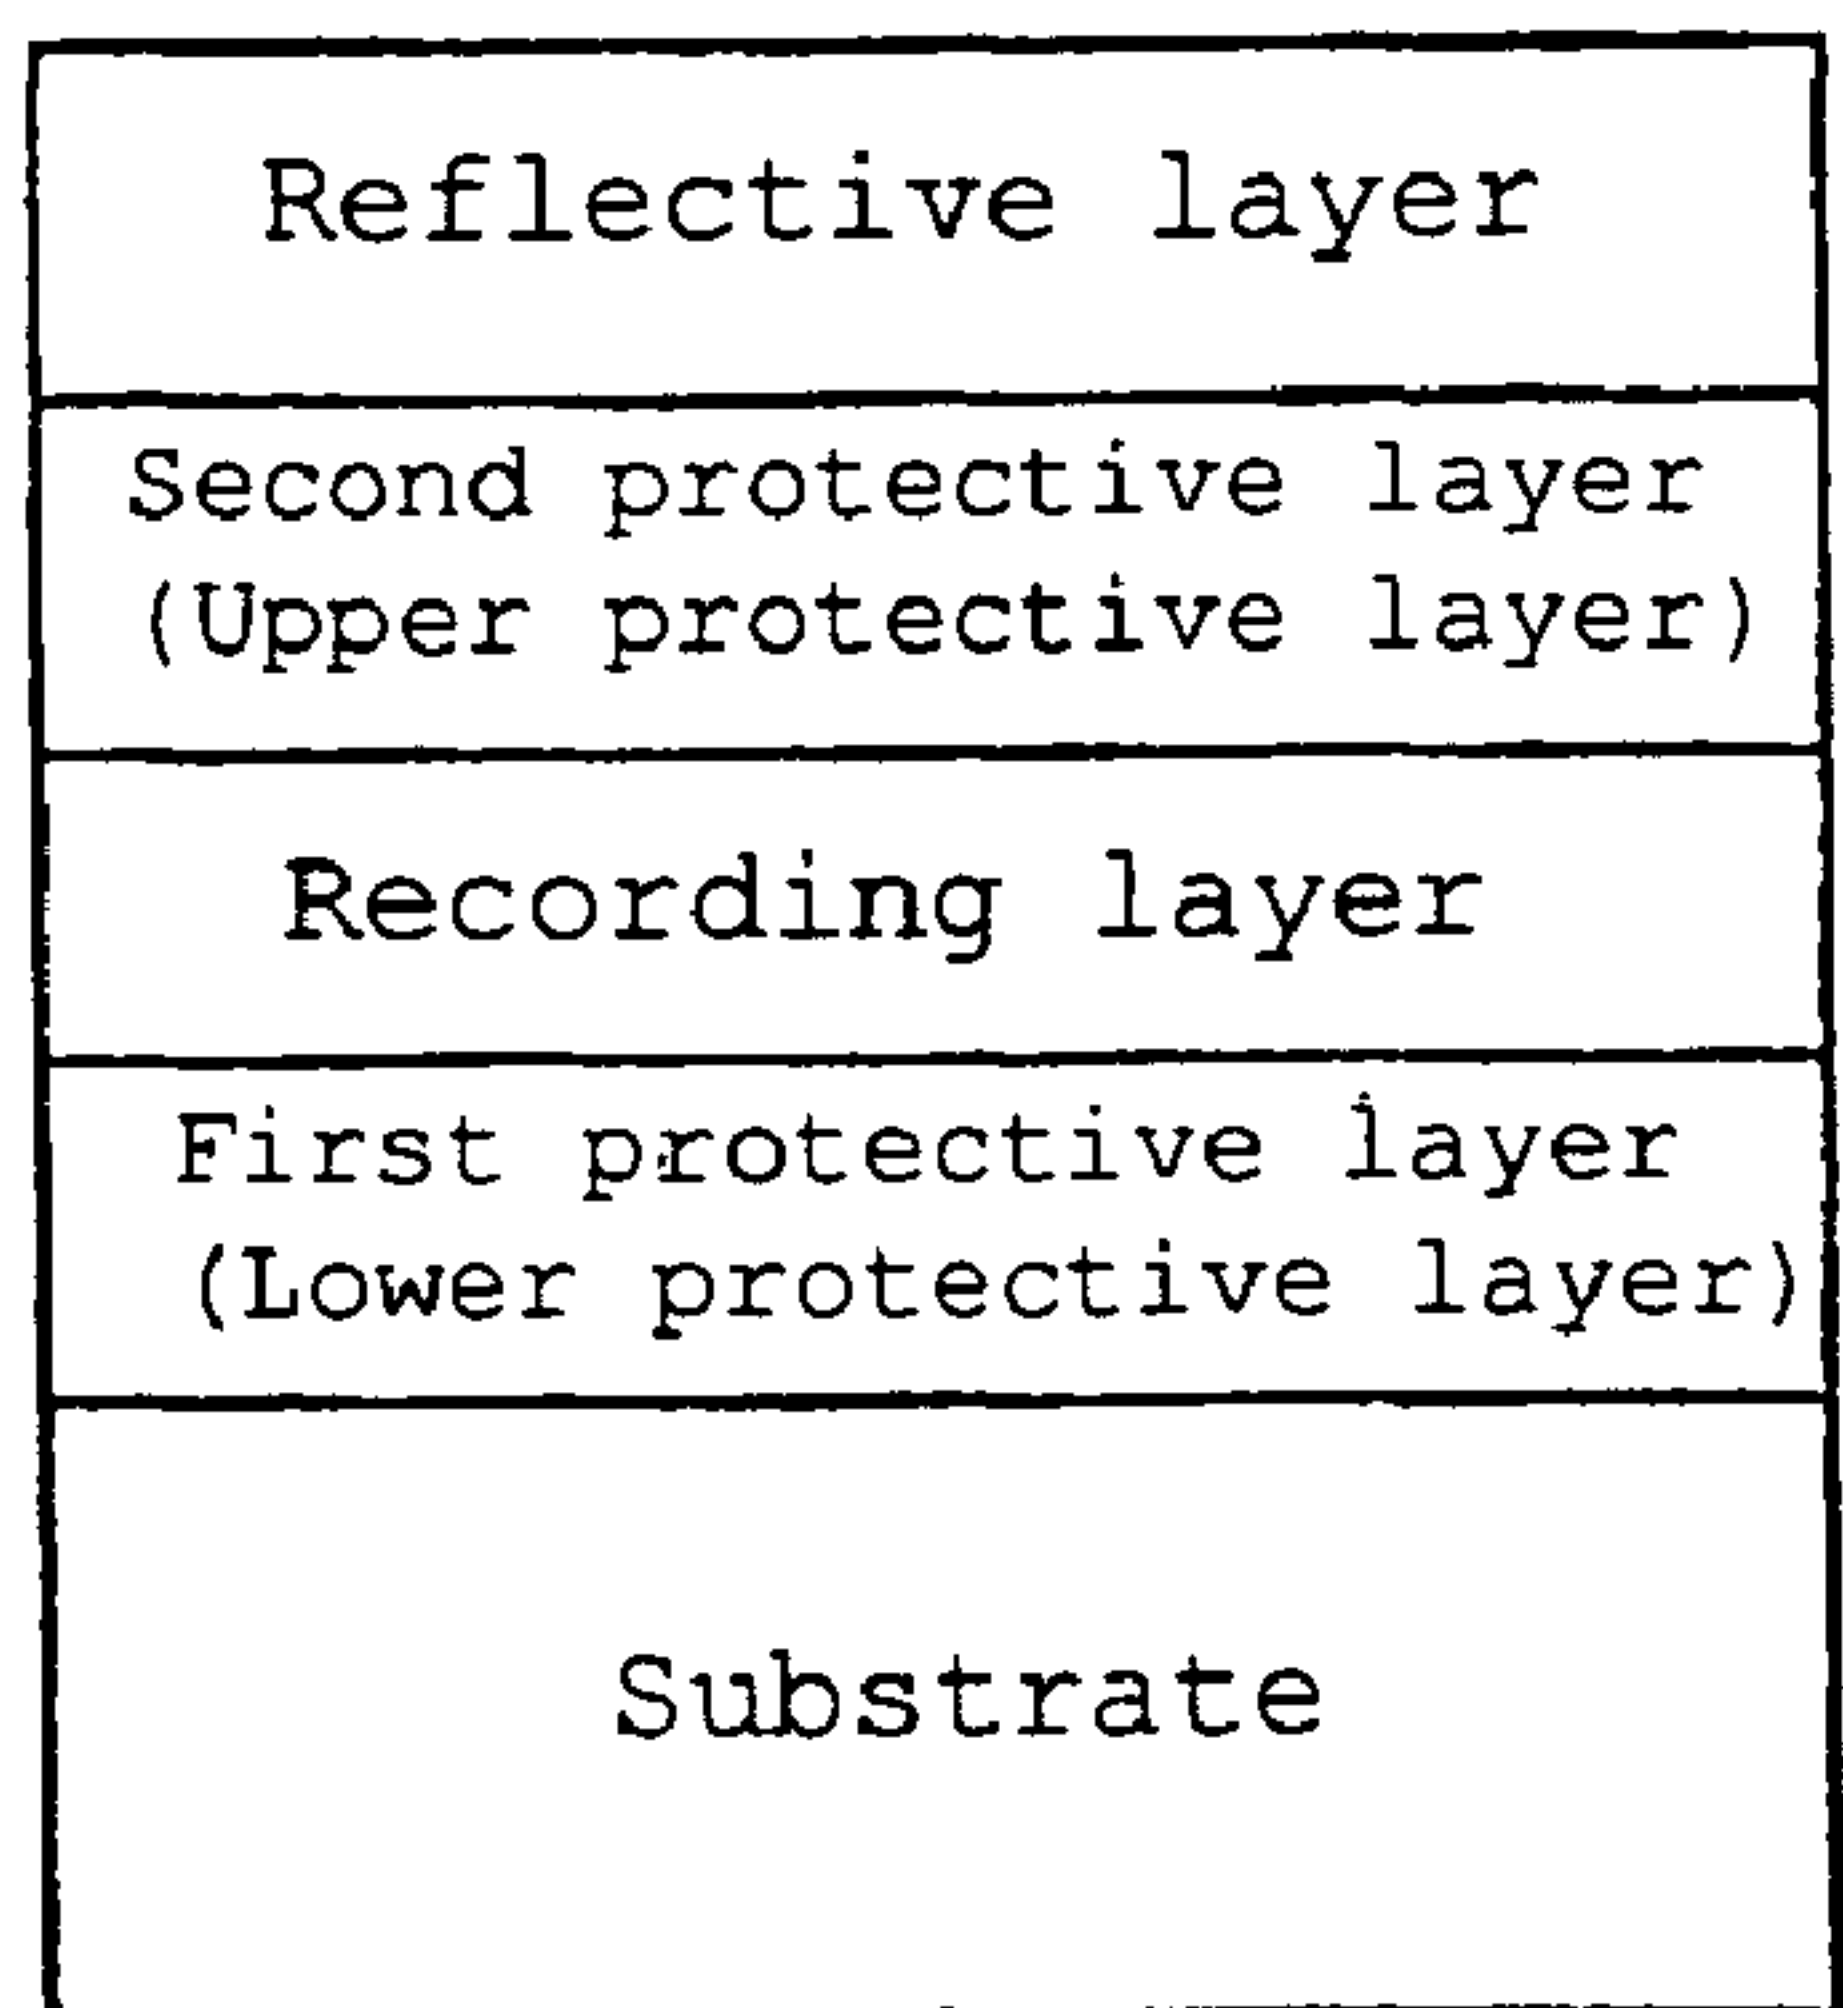 Reflective layer
Second protective layer
(Upper protective layer)
Recording layer
First protective layer
(Lower protective layer)
Substrate